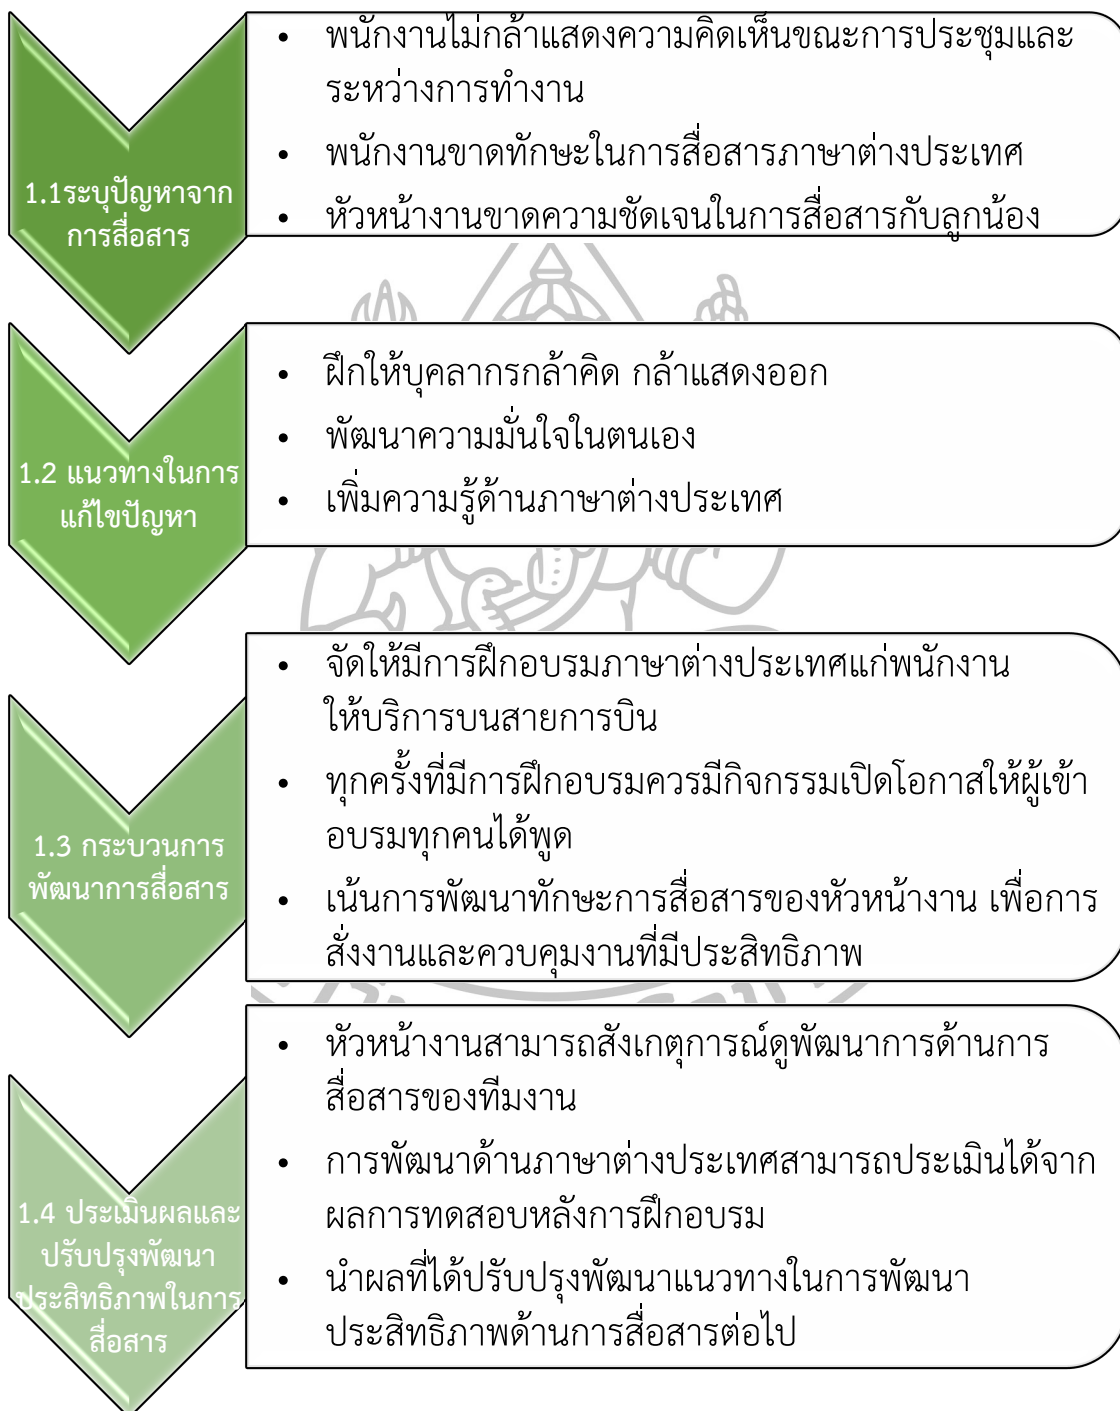 1.1ระบุปัญหาจาก
การสื่อสาร
• พนักงานไม่กล้าแสดงความคิดเห็นขณะการประชุมและ
ระหว่างการทำงาน
• พนักงานขาดทักษะในการสื่อสารภาษาต่างประเทศ
• หัวหน้างานขาดความชัดเจนในการสื่อสารกับลูกน้อง
1.2 แนวทางในการ
แก้ไขปัญหา
• ฝึกให้บุคลากรกล้าคิด กล้าแสดงออก
• พัฒนาความมั่นใจในตนเอง
• เพิ่มความรู้ด้านภาษาต่างประเทศ
1.3 กระบวนการ
พัฒนาการสื่อสาร
• จัดให้มีการฝึกอบรมภาษาต่างประเทศแก่พนักงาน
ให้บริการบนสายการบิน
• ทุกครั้งที่มีการฝึกอบรมควรมีกิจกรรมเปิดโอกาสให้ผู้เข้า
อบรมทุกคนได้พูด
• เน้นการพัฒนาทักษะการสื่อสารของหัวหน้างาน เพื่อการ
สั่งงานและควบคุมงานที่มีประสิทธิภาพ
1.4 ประเมินผลและ
ปรับปรุงพัฒนา
ประสิทธิภาพในการ
สื่อสาร
• หัวหน้างานสามารถสังเกตุการณ์ดูพัฒนาการด้านการ
สื่อสารของทีมงาน
• การพัฒนาด้านภาษาต่างประเทศสามารถประเมินได้จาก
ผลการทดสอบหลังการฝึกอบรม
• นำผลที่ได้ปรับปรุงพัฒนาแนวทางในการพัฒนา
ประสิทธิภาพด้านการสื่อสารต่อไป